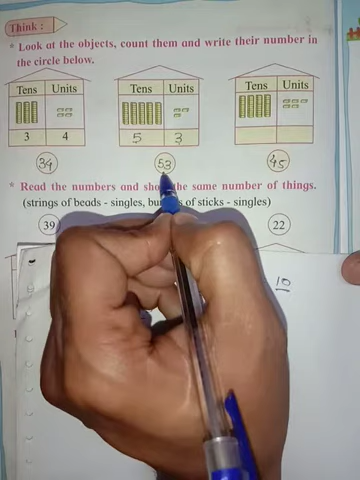 Think :
* Look at the objects, count them and write their number in
the circle below.
Tens Units Tens Units Tens Units
3 4 5 3
34 53 45
* Read the numbers and the same number of things.
(strings of beads - singles, of sticks - singles)
39 22
10